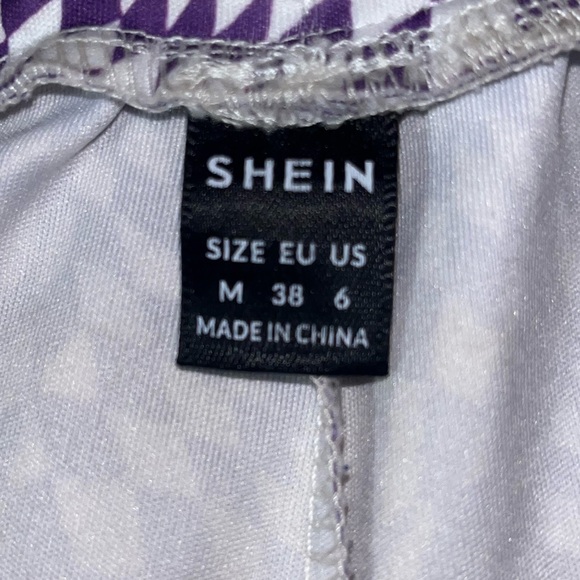 SHEIN
SIZE EU US
M 38 6
MADE IN CHINA